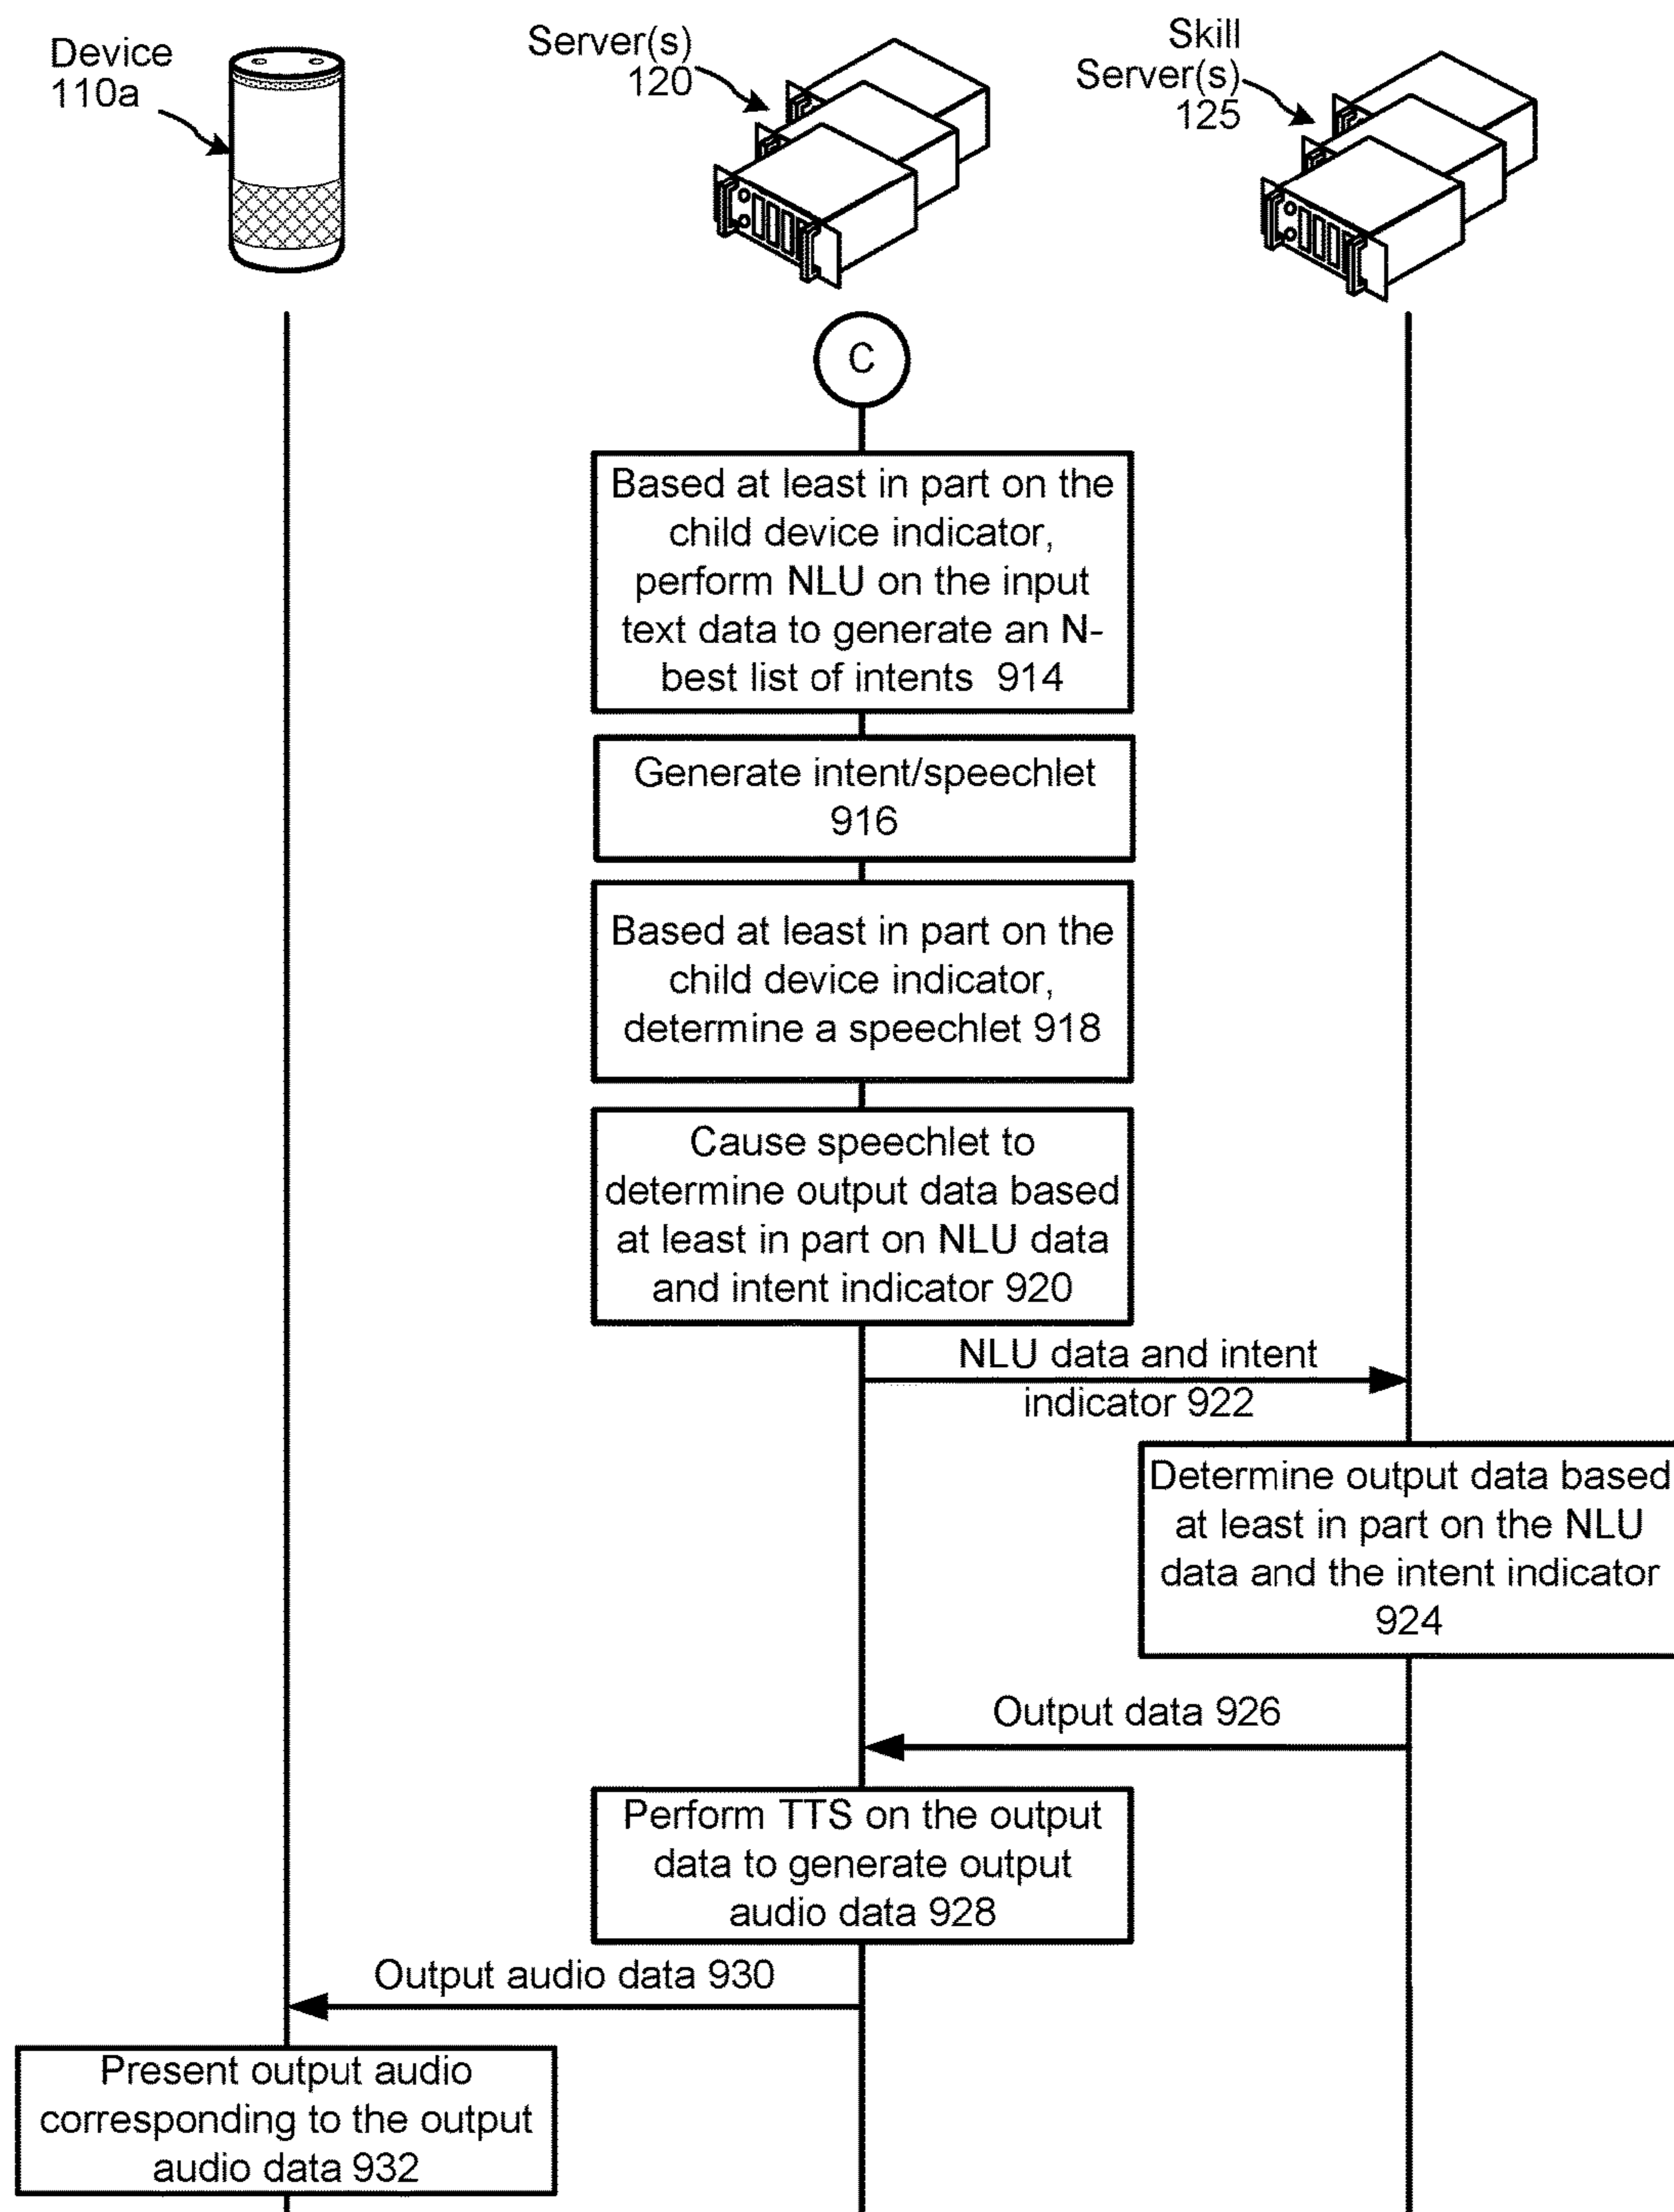 Device
110a
Server(s)
120
Skill
Server(s)
125
C
Based at least in part on the
child device indicator,
perform NLU on the input
text data to generate an N-
best list of intents 914
Generate intent/speechlet
916
Based at least in part on the
child device indicator,
determine a speechlet 918
Cause speechlet to
determine output data based
at least in part on NLU data
and intent indicator 920
NLU data and intent
indicator 922
Determine output data based
at least in part on the NLU
data and the intent indicator
924
Output data 926
Perform TTS on the output
data to generate output
audio data 928
Output audio data 930
Present output audio
corresponding to the output
audio data 932